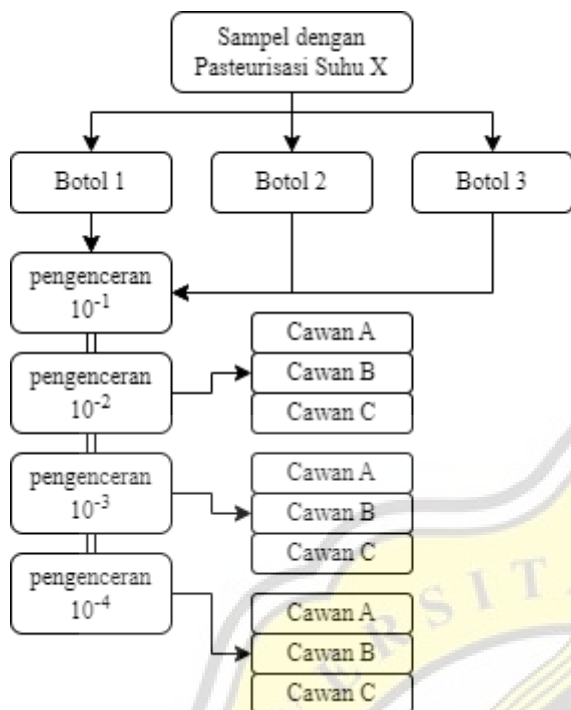 Sampel dengan
Pasteurisasi Suhu X
Botol 1
Botol 2
Botol 3
pengenceran
10⁻¹
pengenceran
10⁻²
Cawan A
Cawan B
Cawan C
pengenceran
10⁻³
Cawan A
Cawan B
Cawan C
pengenceran
10⁻⁴
Cawan A
Cawan B
Cawan C